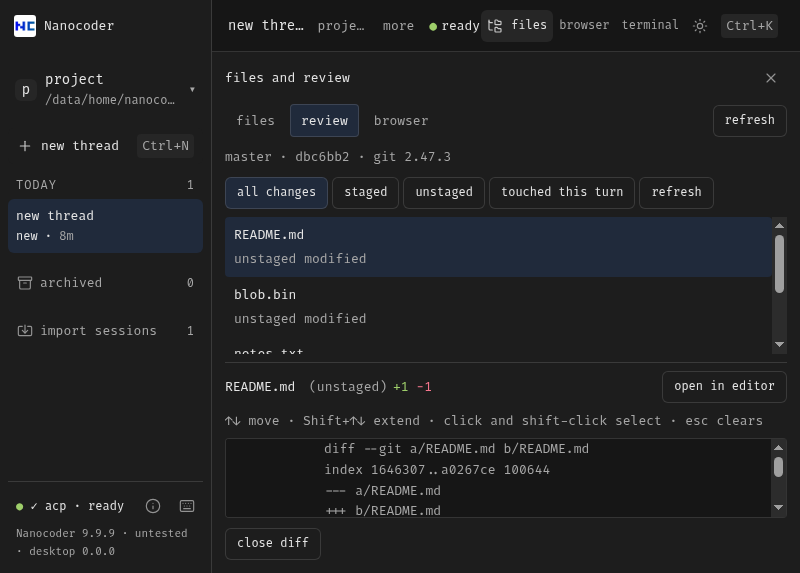 Nanocoder
new thre… proje… more ready files browser terminal Ctrl+K
p project
/data/home/nanoco…
new thread Ctrl+N
TODAY 1
new thread
new · 8m
archived 0
import sessions 1
✓ acp · ready
Nanocoder 9.9.9 · untested
· desktop 0.0.0
files and review
files review browser refresh
master · dbc6bb2 · git 2.47.3
all changes staged unstaged touched this turn refresh
README.md
unstaged modified
blob.bin
unstaged modified
notes.txt
README.md (unstaged) +1 -1 open in editor
↑↓ move · Shift+↑↓ extend · click and shift-click select · esc clears
diff --git a/README.md b/README.md
index 1646307..a0267ce 100644
--- a/README.md
+++ b/README.md
close diff